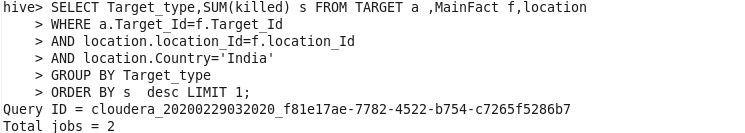 hive> SELECT Target_type,SUM(killed) s FROM TARGET a ,MainFact f,location
    > WHERE a.Target_Id=f.Target_Id
    > AND location.location_Id=f.location_Id
    > AND location.Country='India'
    > GROUP BY Target_type
    > ORDER BY s  desc LIMIT 1;
Query ID = cloudera_20200229032020_f81e17ae-7782-4522-b754-c7265f5286b7
Total jobs = 2